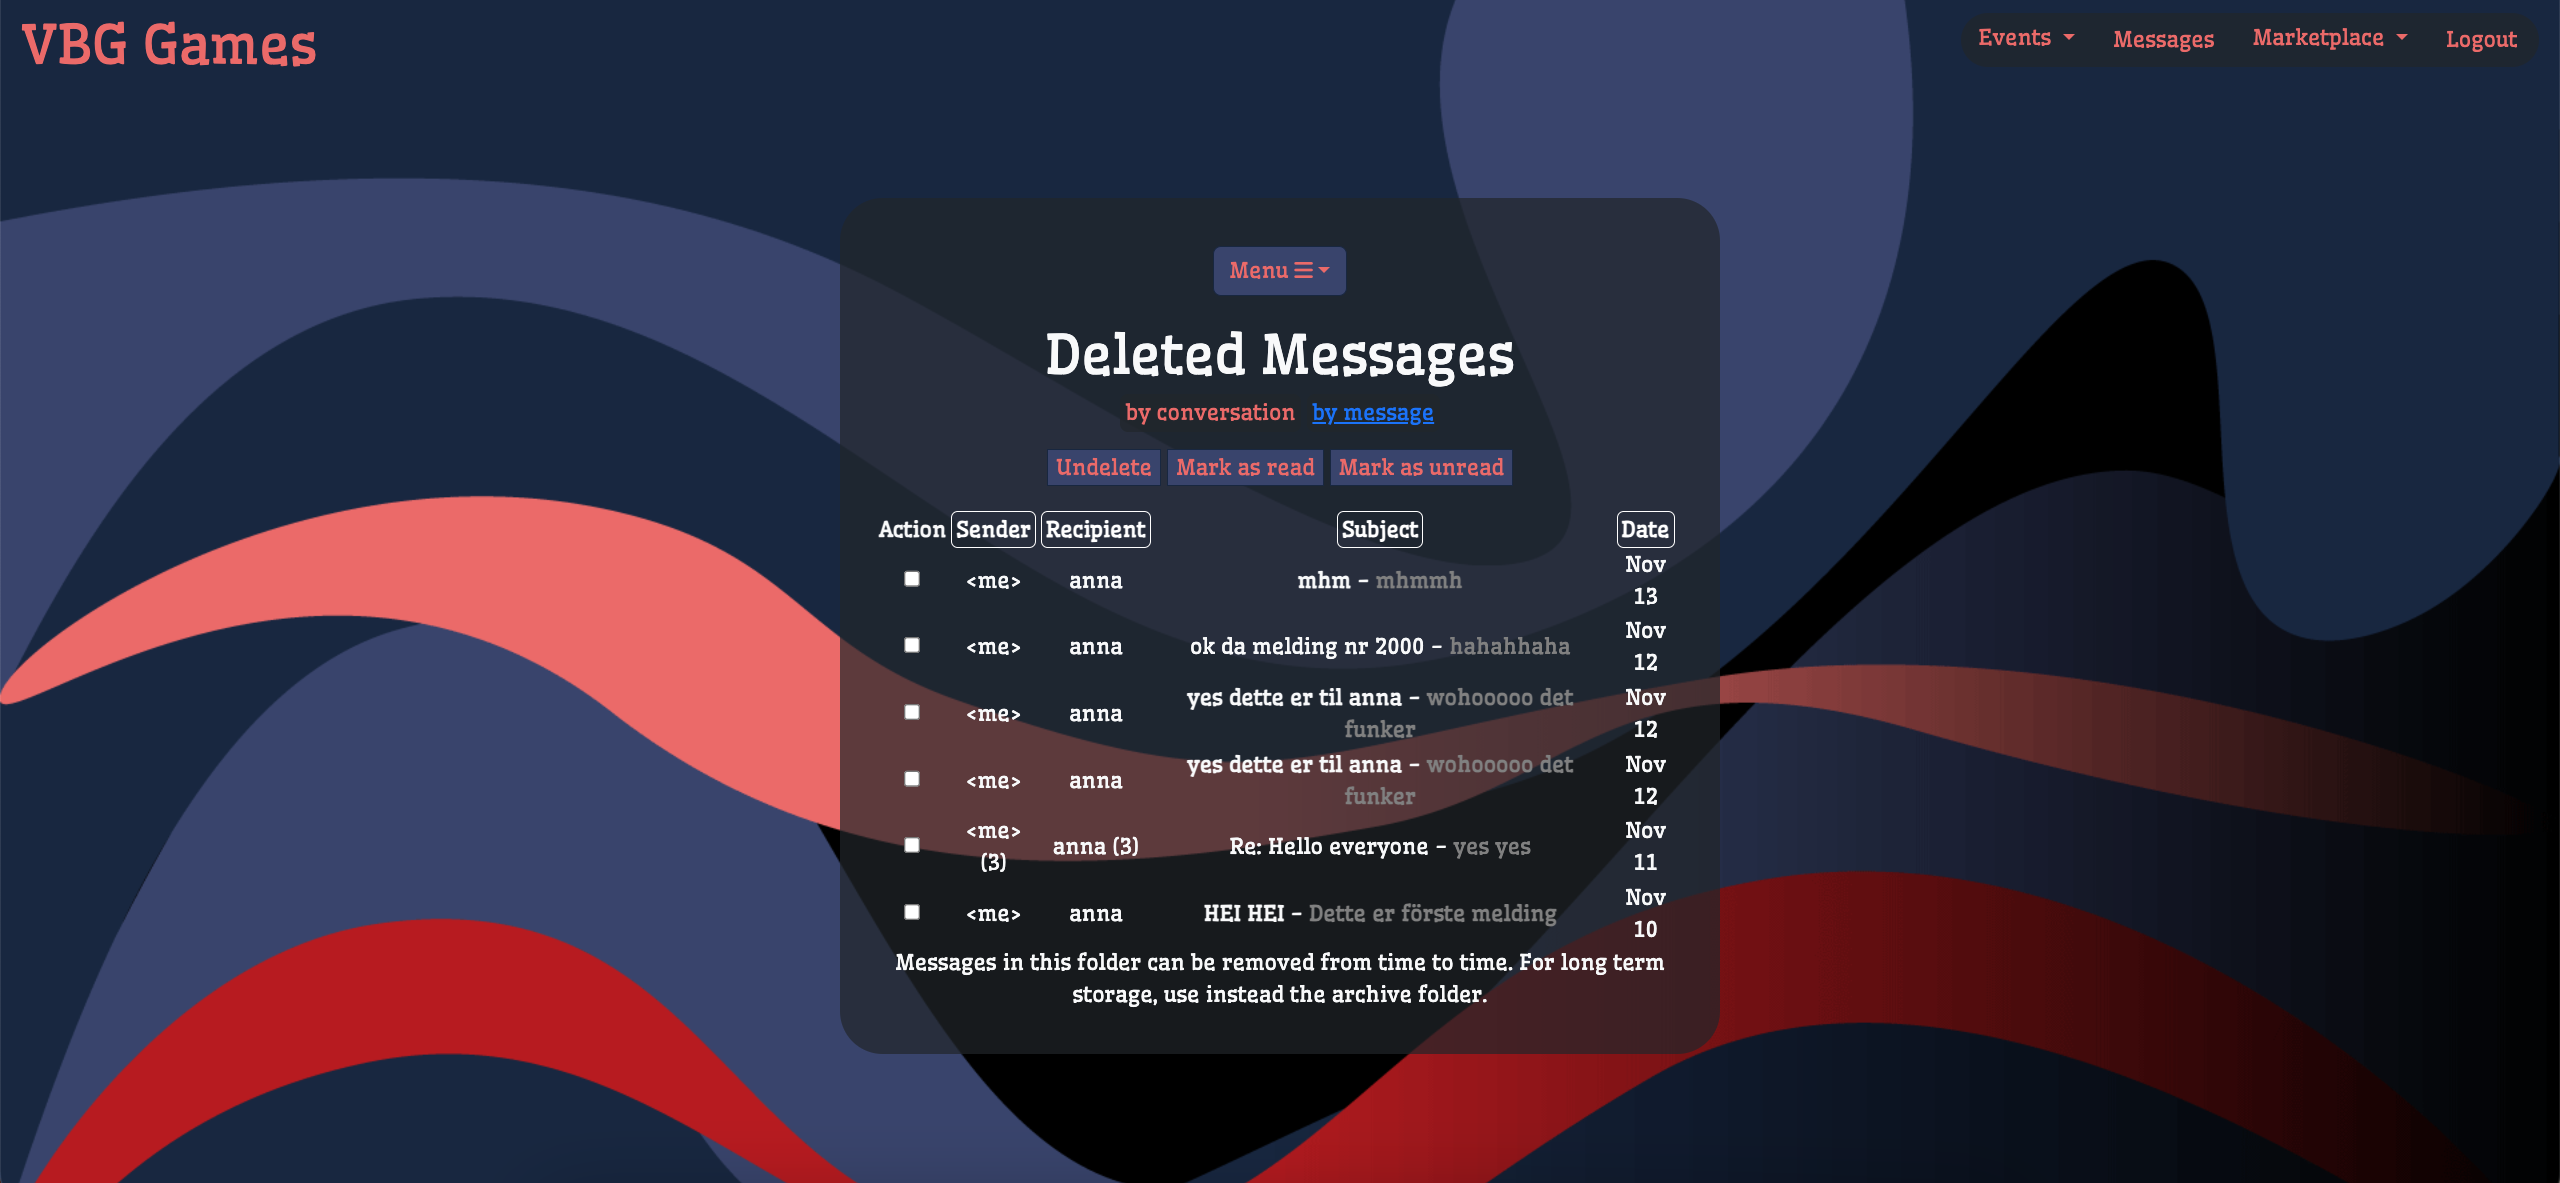 VBG Games
Events Messages Marketplace Logout
Menu
Deleted Messages
by conversation by message
Undelete Mark as read Mark as unread
Action Sender Recipient Subject Date
<me> anna mhm – mhmmh Nov 13
<me> anna ok da melding nr 2000 – hahahhaha Nov 12
<me> anna yes dette er til anna – wohooooo det funker Nov 12
<me> anna yes dette er til anna – wohooooo det funker Nov 12
<me> (3) anna (3) Re: Hello everyone – yes yes Nov 11
<me> anna HEI HEI – Dette er förste melding Nov 10
Messages in this folder can be removed from time to time. For long term
storage, use instead the archive folder.